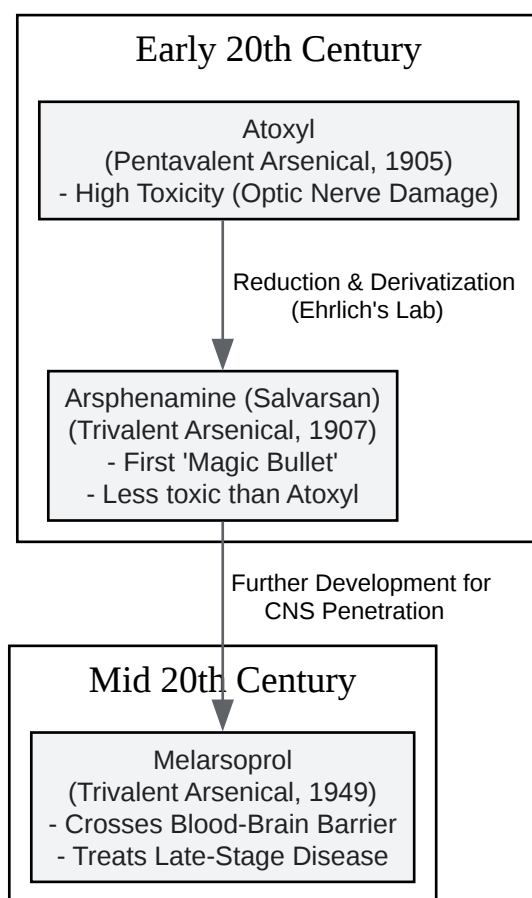 Early 20th Century
Atoxyl
(Pentavalent Arsenical, 1905)
- High Toxicity (Optic Nerve Damage)
Reduction & Derivatization
(Ehrlich's Lab)
Arsphenamine (Salvarsan)
(Trivalent Arsenical, 1907)
- First 'Magic Bullet'
- Less toxic than Atoxyl
Further Development for
CNS Penetration
Mid 20th Century
Melarsoprol
(Trivalent Arsenical, 1949)
- Crosses Blood-Brain Barrier
- Treats Late-Stage Disease